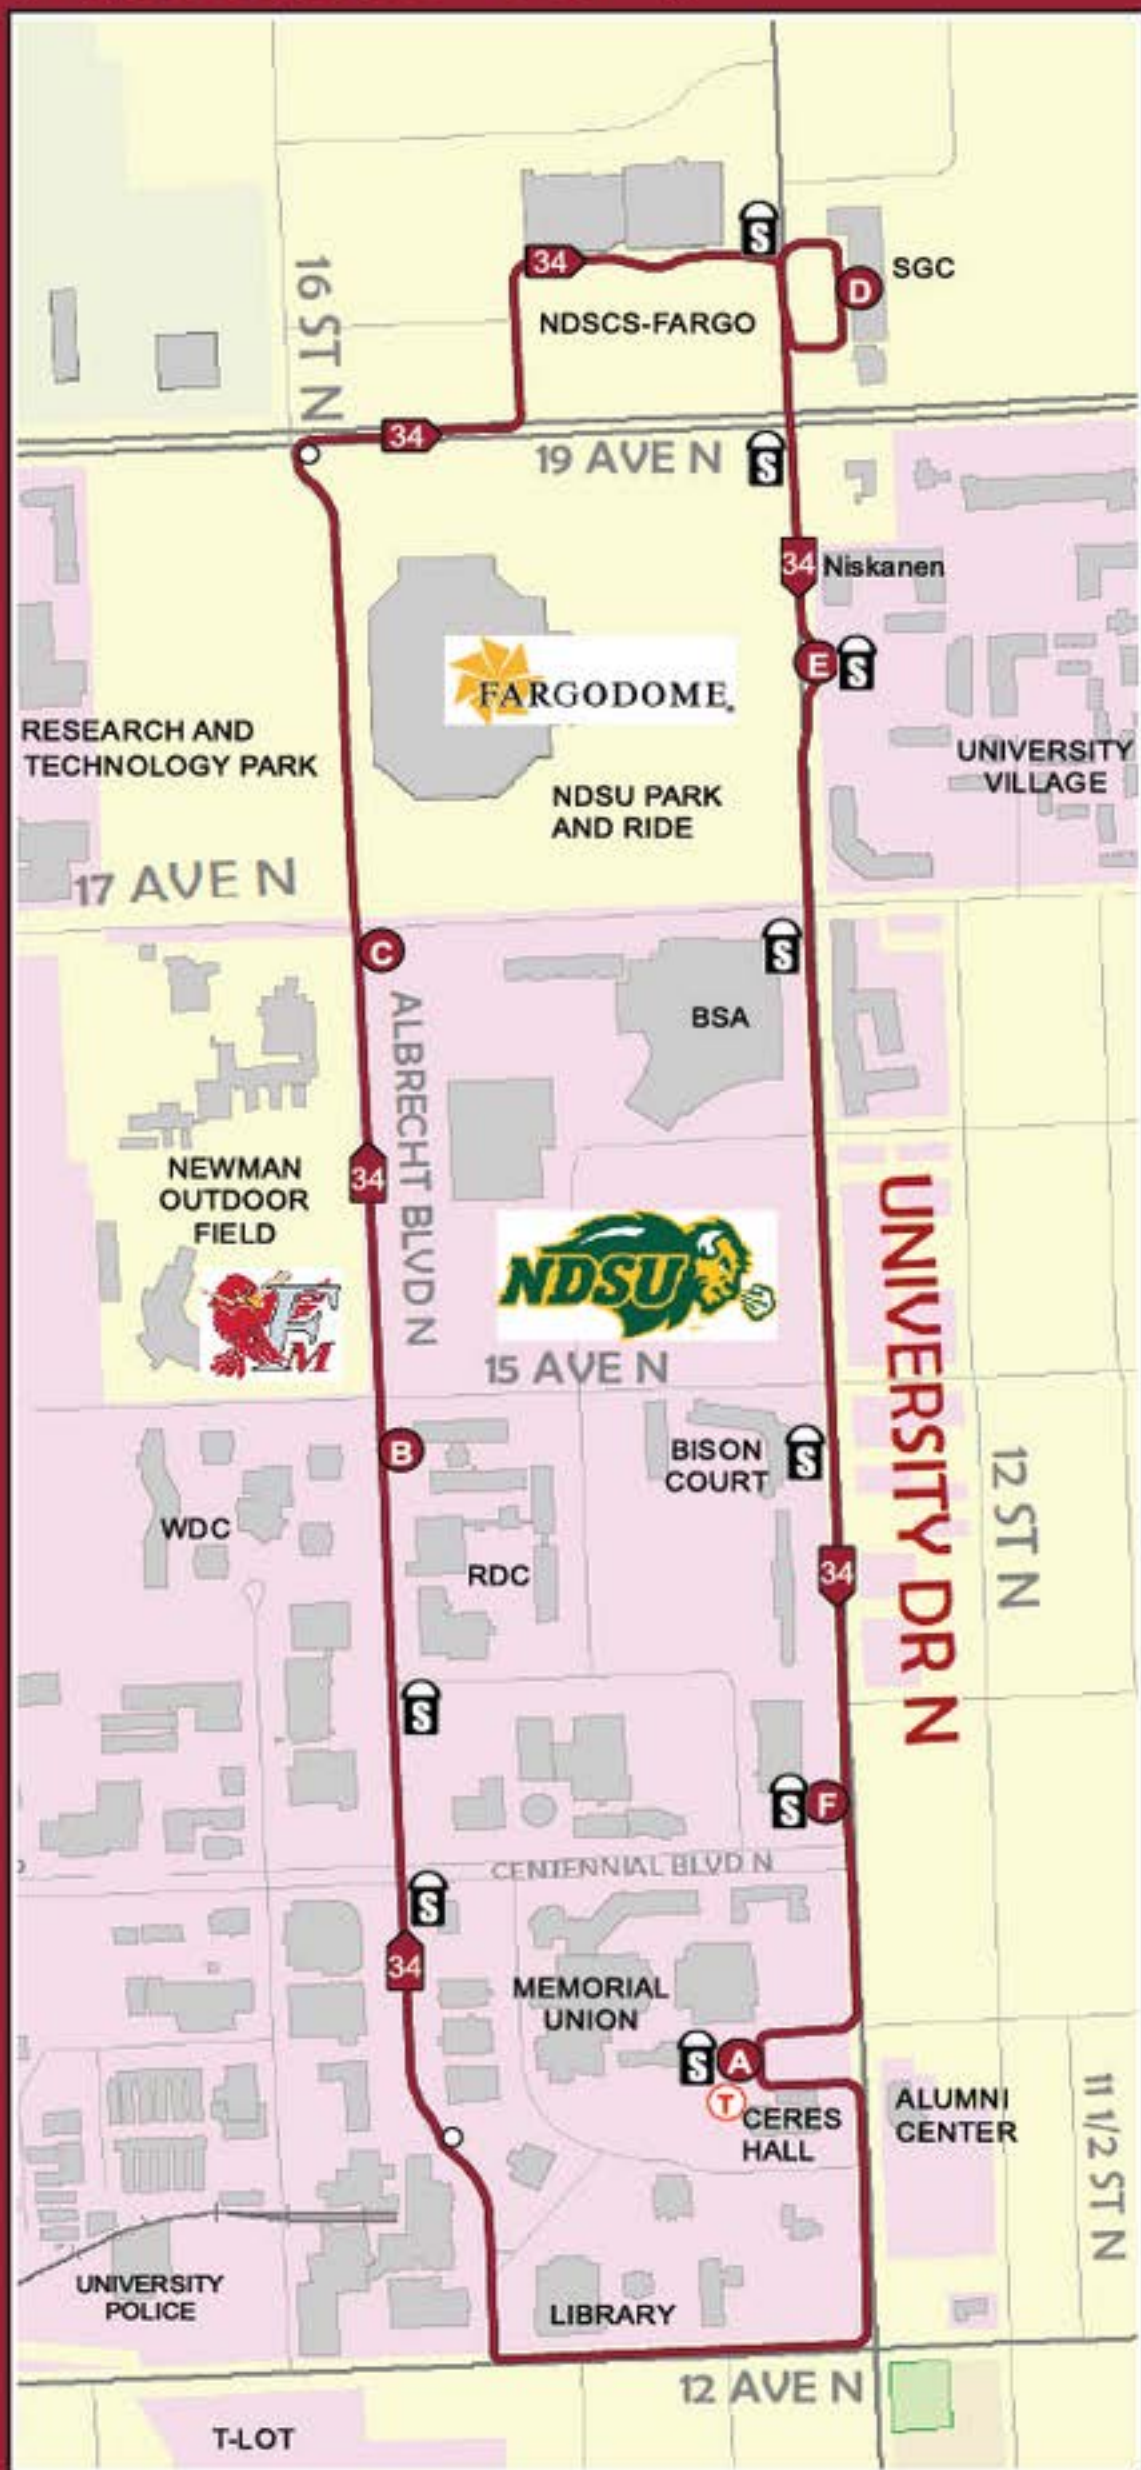 S
34
D
SGC
16 ST N
NDSCS-FARGO
34
19 AVE N
S
34
Niskanen
E
S
FARGODOME
RESEARCH AND
TECHNOLOGY PARK
UNIVERSITY
VILLAGE
NDSU PARK
AND RIDE
17 AVE N
C
S
BSA
ALBRECHT BLVD N
NEWMAN
OUTDOOR
FIELD
34
NDSU
FM
UNIVERSITY DR N
15 AVE N
B
BISON
COURT
S
12 ST N
WDC
RDC
34
S
S
F
CENTENNIAL BLVD N
S
34
MEMORIAL
UNION
S
A
T
CERES
HALL
ALUMNI
CENTER
11 1/2 ST N
UNIVERSITY
POLICE
LIBRARY
12 AVE N
T-LOT